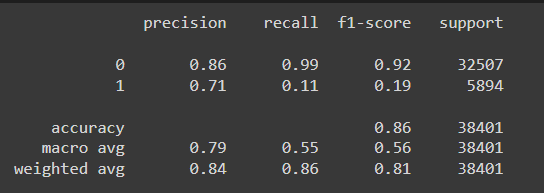 precision recall f1-score support
0 0.86 0.99 0.92 32507
1 0.71 0.11 0.19 5894
accuracy 0.86 38401
macro avg 0.79 0.55 0.56 38401
weighted avg 0.84 0.86 0.81 38401